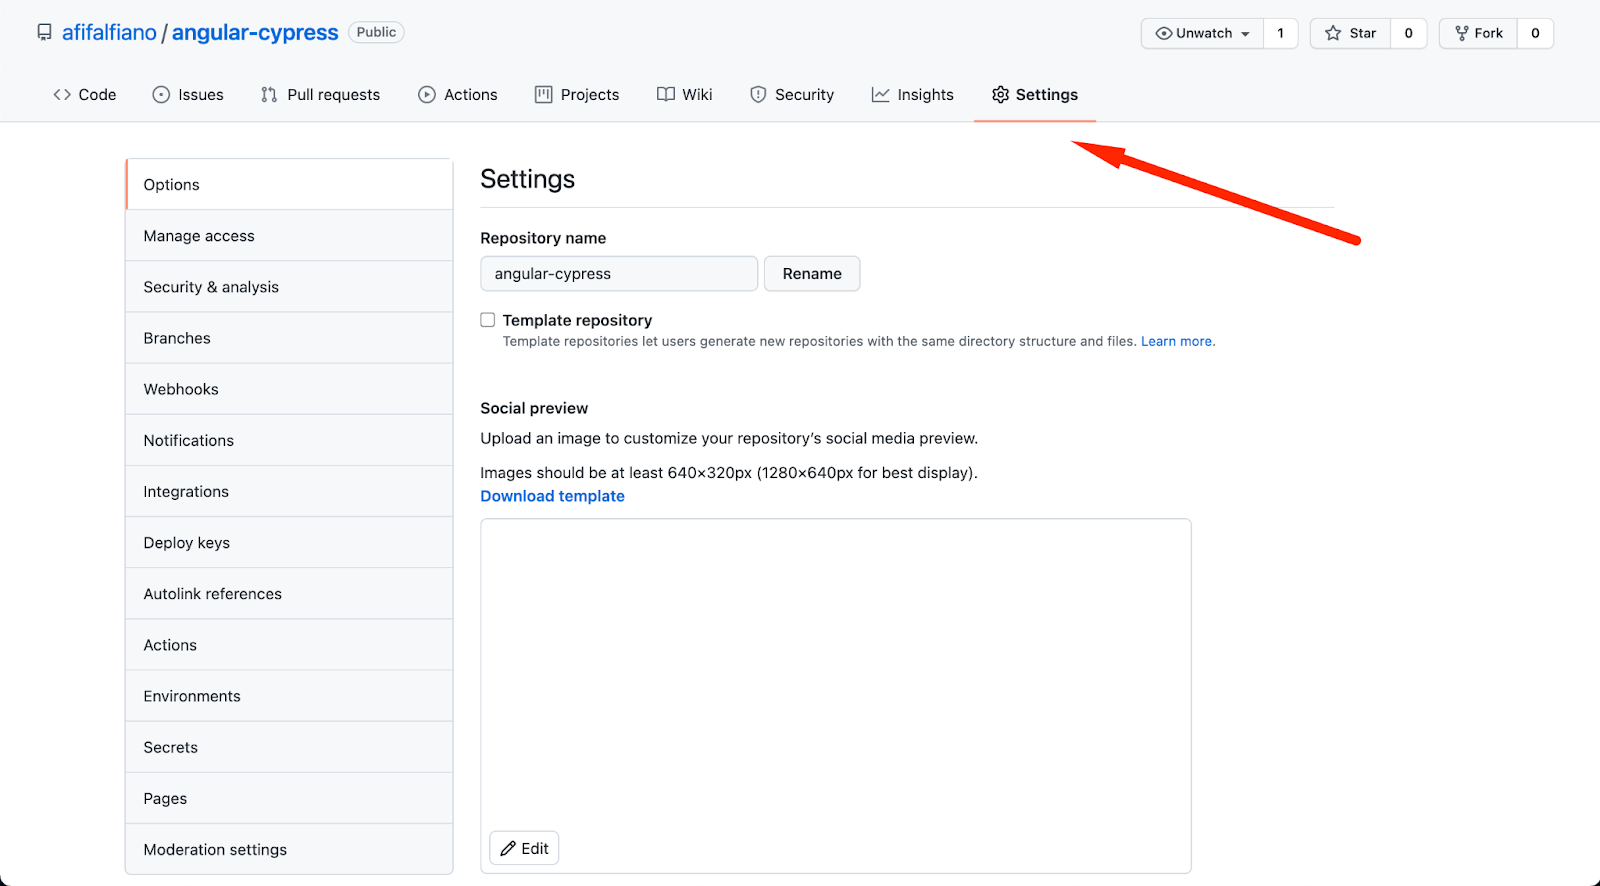 afifalfiano / angular-cypress Public Unwatch 1 Star 0 Fork 0
Code Issues Pull requests Actions Projects Wiki Security Insights Settings
Options
Manage access
Security & analysis
Branches
Webhooks
Notifications
Integrations
Deploy keys
Autolink references
Actions
Environments
Secrets
Pages
Moderation settings
Settings
Repository name
angular-cypress Rename
Template repository
Template repositories let users generate new repositories with the same directory structure and files. Learn more.
Social preview
Upload an image to customize your repository’s social media preview.
Images should be at least 640×320px (1280×640px for best display).
Download template
Edit